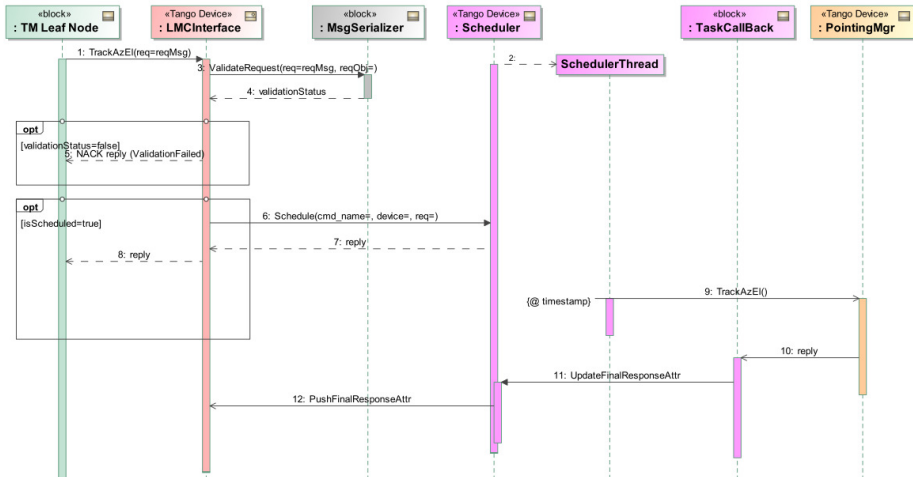 «block»
: TM Leaf Node
«Tango Device»
: LMCInterface
«block»
: MsgSerializer
«Tango Device»
: Scheduler
«block»
: TaskCallBack
«Tango Device»
: PointingMgr
1: TrackAzEl(req=reqMsg)
2:
SchedulerThread
3: ValidateRequest(req=reqMsg, reqObj=)
4: validationStatus
opt
[validationStatus=false]
5: NACK reply (ValidationFailed)
opt
[isScheduled=true]
6: Schedule(cmd_name=, device=, req=)
7: reply
8: reply
{@ timestamp}
9: TrackAzEl()
10: reply
11: UpdateFinalResponseAttr
12: PushFinalResponseAttr